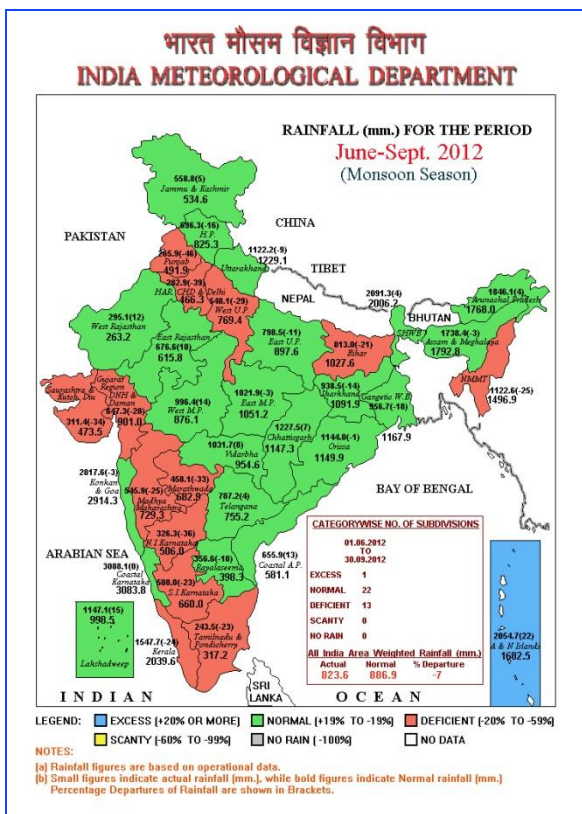 भारत मौसम विज्ञान विभाग
INDIA METEOROLOGICAL DEPARTMENT
RAINFALL (mm.) FOR THE PERIOD
June-Sept. 2012
(Monsoon Season)
558.8(5)
Jammu & Kashmir
534.6
CHINA
696.3(-16)
H.P.
825.3
PAKISTAN
265.9(-46)
Punjab
491.9
1122.2(-9)
Uttarakhand
1229.1
TIBET
282.9(-39)
HAR. CHD & Delhi
466.3
548.1(-29)
West U.P.
769.4
NEPAL
2091.3(4)
2006.2
SHWB
BHUTAN
1846.1(4)
Arunachal Pradesh
1768.0
295.1(12)
West Rajasthan
263.2
East Rajasthan
676.6(10)
615.8
798.5(-11)
East U.P.
897.6
813.0(-21)
Bihar
1027.6
1738.4(-3)
Assam & Meghalaya
1792.8
NMMT
1122.6(-25)
1496.9
Gujarat
Region
DNH &
Daman
647.3(-28)
901.0
Saurashtra &
Kutch, Diu
311.4(-34)
473.5
996.4(14)
West M.P.
876.1
1021.9(-3)
East M.P.
1051.2
938.5(-14)
Jharkhand
1091.9
Gangetic W.B.
956.7(-18)
1167.9
1227.5(7)
Chhattisgarh
1147.3
1144.0(-1)
Orissa
1149.9
1031.7(8)
Vidarbha
954.6
2817.6(-3)
Konkan
& Goa
2914.3
545.9(-25)
Madhya
Maharashtra
729.3
458.1(-33)
Marathwada
682.9
787.2(4)
Telangana
755.2
BAY OF BENGAL
ARABIAN SEA
326.3(-36)
N.I Karnataka
506.0
356.6(-10)
Rayalaseema
398.3
655.9(13)
Coastal A.P.
581.1
3088.1(0)
Coastal
Karnataka
3083.8
508.8(-23)
S.I. Karnataka
660.0
1147.1(15)
998.5
Lakshadweep
1547.7(-24)
Kerala
2039.6
243.5(-23)
Tamilnadu &
Pondicherry
317.2
CATEGORYWISE NO. OF SUBDIVISIONS
01.06.2012
TO
30.09.2012
EXCESS 1
NORMAL 22
DEFICIENT 13
SCANTY 0
NO RAIN 0
All India Area Weighted Rainfall (mm.)
Actual Normal % Departure
823.6 886.9 -7
2054.7(22)
A & N Islands
1682.5
SRI
LANKA
INDIAN OCEAN
LEGEND: EXCESS (+20% OR MORE) NORMAL (+19% TO -19%) DEFICIENT (-20% TO -59%)
SCANTY (-60% TO -99%) NO RAIN (-100%) NO DATA
NOTES:
(a) Rainfall figures are based on operational data.
(b) Small figures indicate actual rainfall (mm.), while bold figures indicate Normal rainfall (mm.)
Percentage Departures of Rainfall are shown in Brackets.